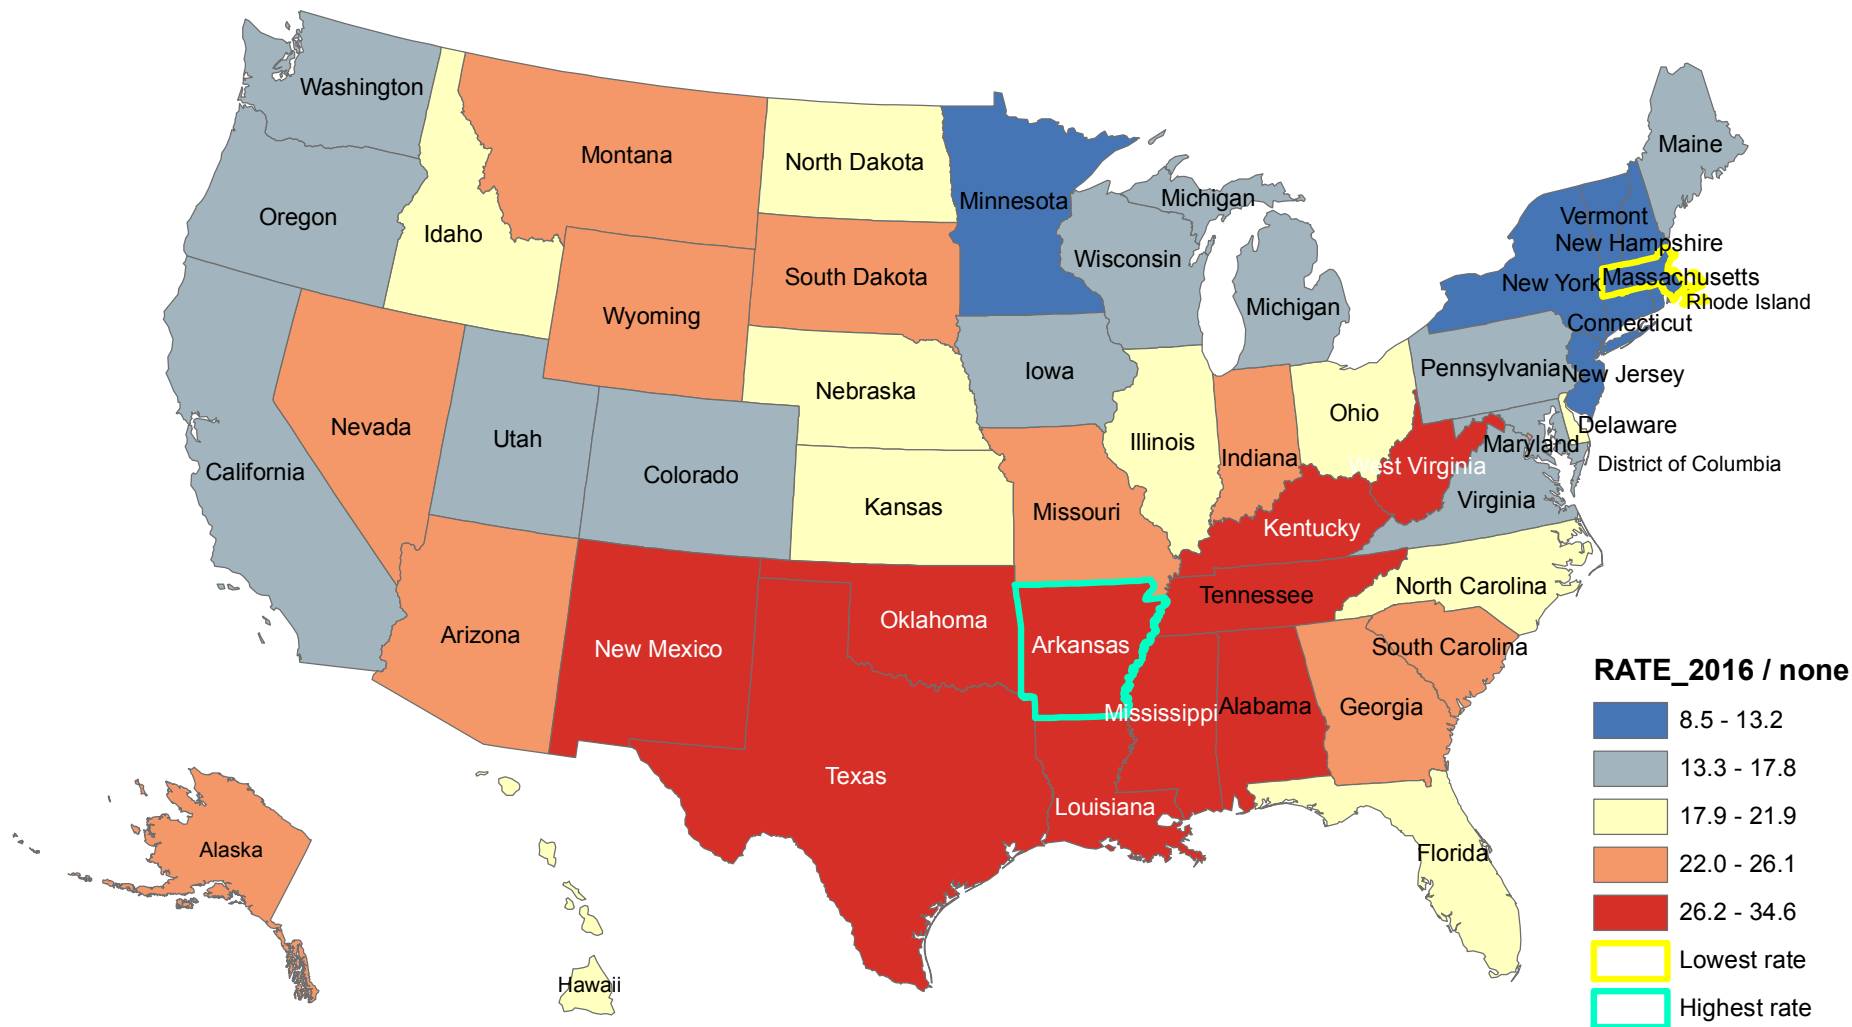 Washington
Montana
North Dakota
Minnesota
Michigan
Maine
Oregon
Idaho
Vermont
Wisconsin
New Hampshire
South Dakota
New York
Massachusetts
Rhode Island
Wyoming
Michigan
Connecticut
Iowa
Pennsylvania
New Jersey
Nebraska
Nevada
Utah
Illinois
Ohio
Delaware
Indiana
Maryland
California
Colorado
West Virginia
District of Columbia
Kansas
Missouri
Virginia
Kentucky
Arizona
New Mexico
Oklahoma
Arkansas
Tennessee
North Carolina
South Carolina
Mississippi
Alabama
Georgia
Texas
Louisiana
Alaska
Florida
Hawaii
RATE_2016 / none
8.5 - 13.2
13.3 - 17.8
17.9 - 21.9
22.0 - 26.1
26.2 - 34.6
Lowest rate
Highest rate